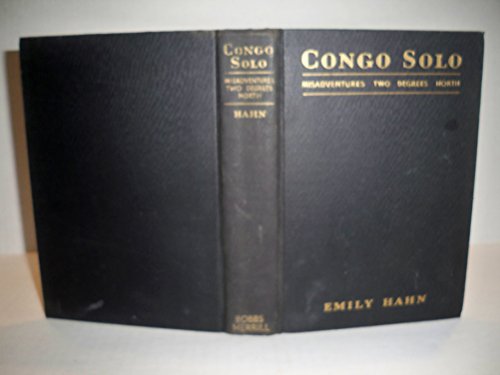 CONGO
SOLO
MISADVENTURES
TWO DEGREES
NORTH
HAHN
BOBBS
MERRILL
CONGO SOLO
MISADVENTURES TWO DEGREES NORTH
EMILY HAHN